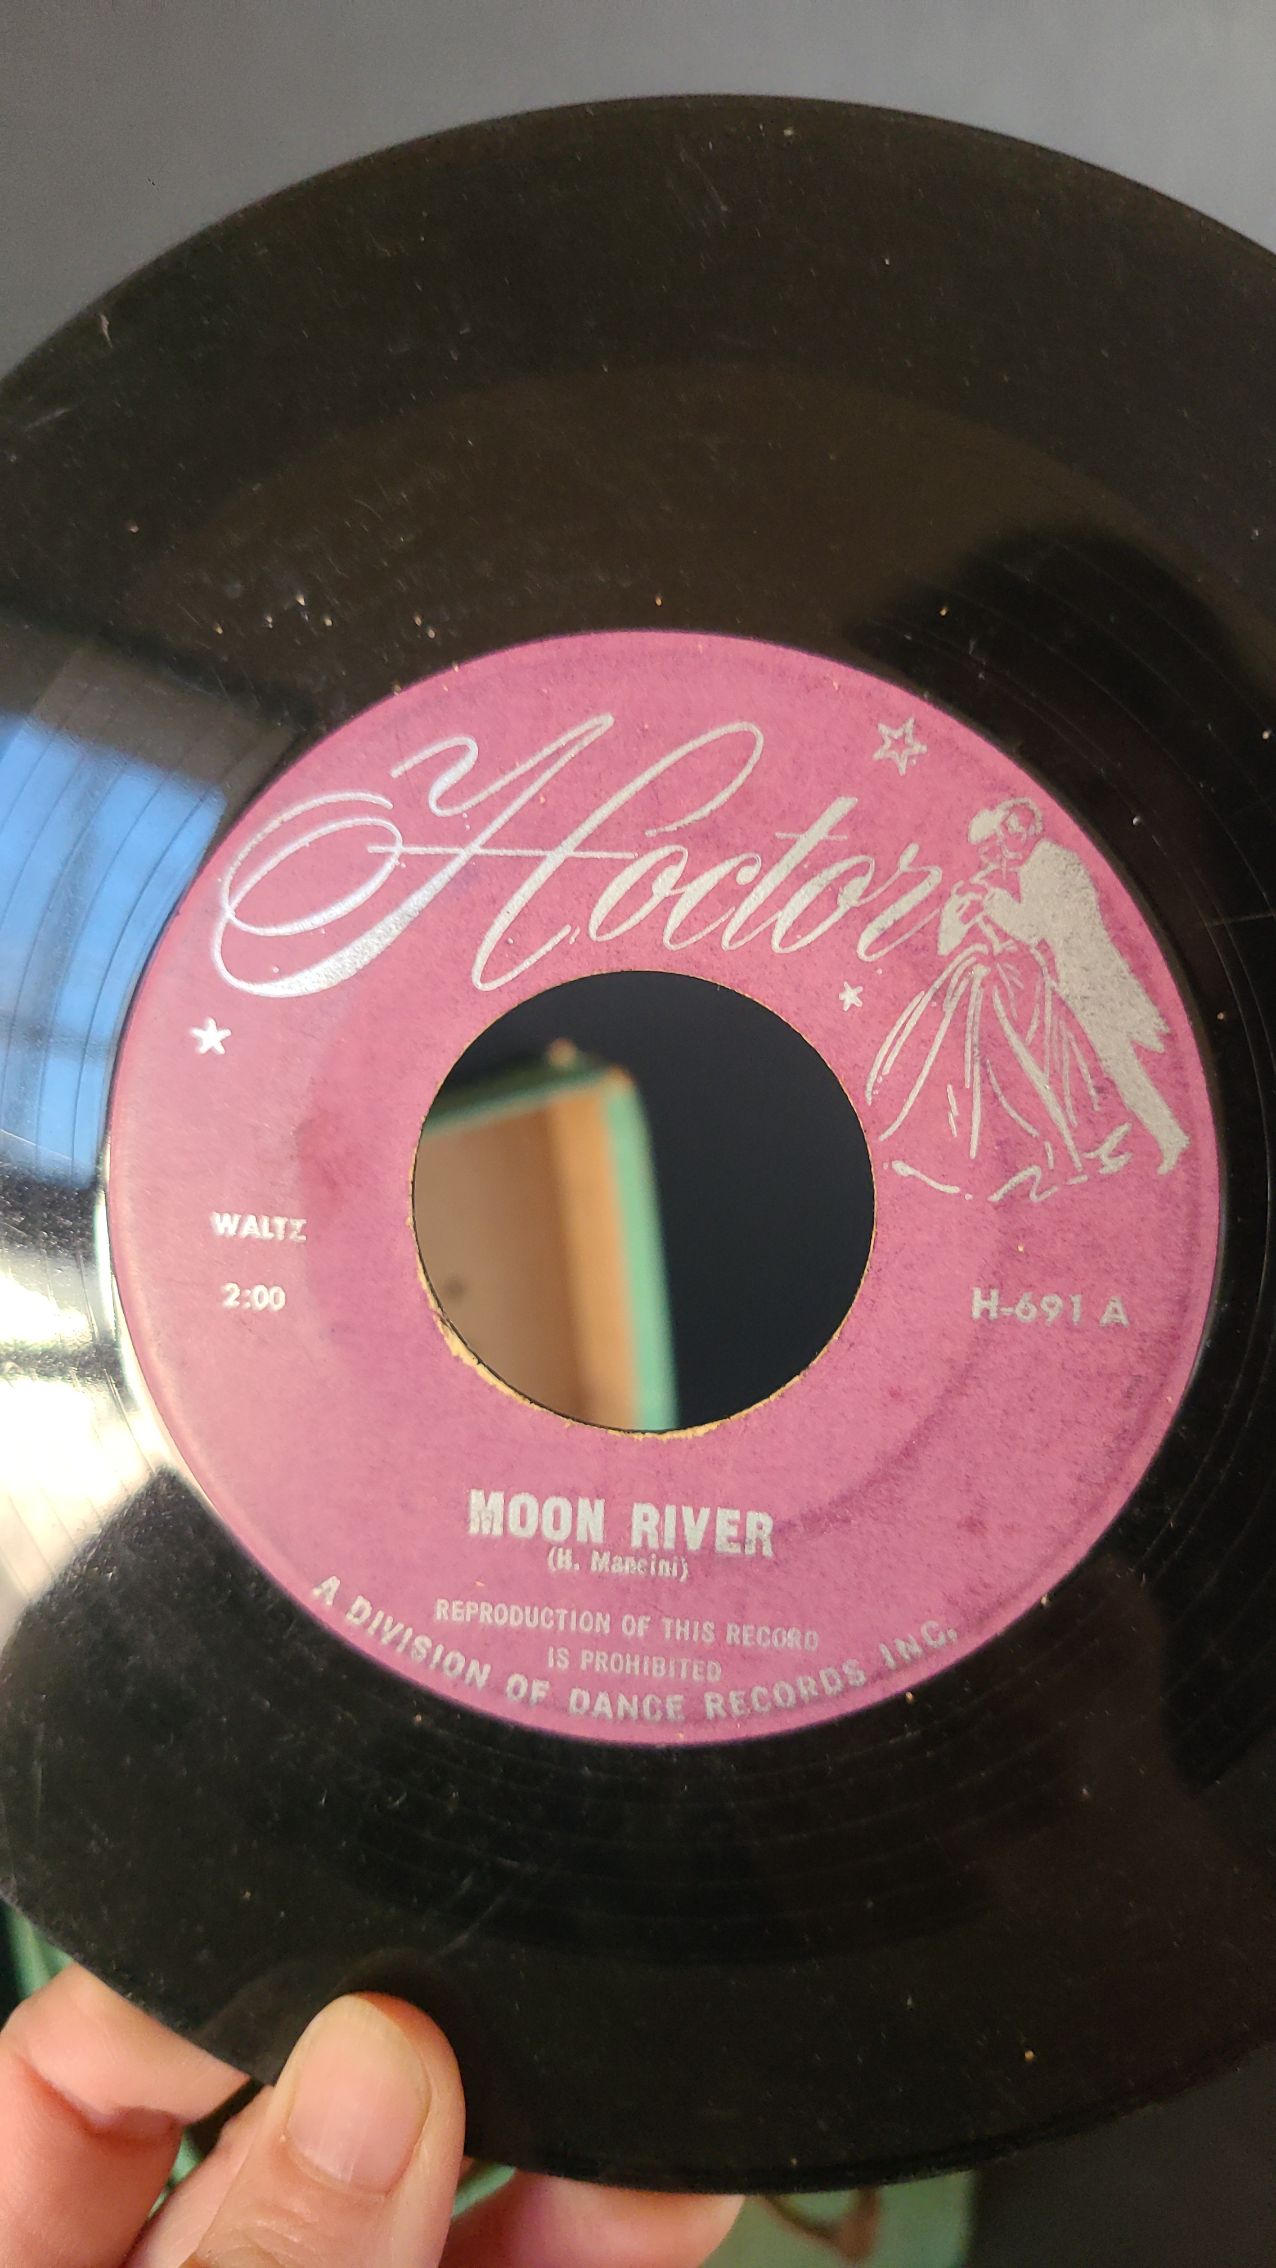 Hoctor
WALTZ
2:00
H-691 A
MOON RIVER
(H. Mancini)
REPRODUCTION OF THIS RECORD
IS PROHIBITED
A DIVISION OF DANCE RECORDS INC.